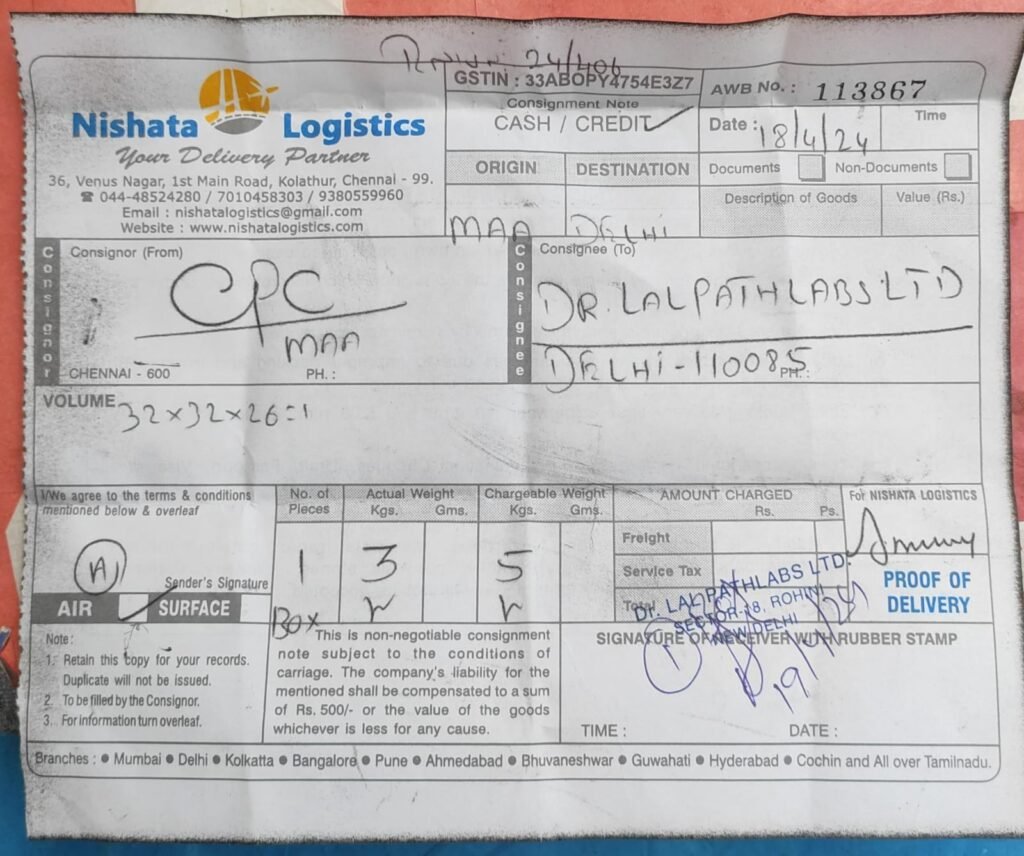 24/406
GSTIN : 33ABOPY4754E3Z7
AWB No. : 113867
Nishata Logistics
Your Delivery Partner
36, Venus Nagar, 1st Main Road, Kolathur, Chennai - 99.
☎ 044-48524280 / 7010458303 / 9380559960
Email : nishatalogistics@gmail.com
Website : www.nishatalogistics.com
Consignment Note
CASH / CREDIT ✓
Date : 18/4/24
Time
ORIGIN
DESTINATION
Documents
Non-Documents
Description of Goods
Value (Rs.)
MAA
DELHI
Consignor
Consignor (From)
CPC
MAA
CHENNAI - 600
PH. :
Consignee
Consignee (To)
DR. LAL PATH LABS LTD
DELHI - 110085
PH. :
VOLUME
32×32×26=1
I/We agree to the terms & conditions
mentioned below & overleaf
A
Sender's Signature
AIR ✓ SURFACE
No. of Pieces
Actual Weight
Kgs. Gms.
Chargeable Weight
Kgs. Gms.
1
3
5
Box
AMOUNT CHARGED
Rs. Ps.
Freight
Service Tax
Total
For NISHATA LOGISTICS
PROOF OF
DELIVERY
Dr. LAL PATHLABS LTD.
SECTOR-18, ROHINI
NEW DELHI
SIGNATURE OF RECEIVER WITH RUBBER STAMP
1
TIME :
DATE :
Note :
1. Retain this copy for your records.
Duplicate will not be issued.
2. To be filled by the Consignor.
3. For information turn overleaf.
This is non-negotiable consignment
note subject to the conditions of
carriage. The company's liability for the
mentioned shall be compensated to a sum
of Rs. 500/- or the value of the goods
whichever is less for any cause.
Branches : ● Mumbai ● Delhi ● Kolkatta ● Bangalore ● Pune ● Ahmedabad ● Bhuvaneshwar ● Guwahati ● Hyderabad ● Cochin and All over Tamilnadu.